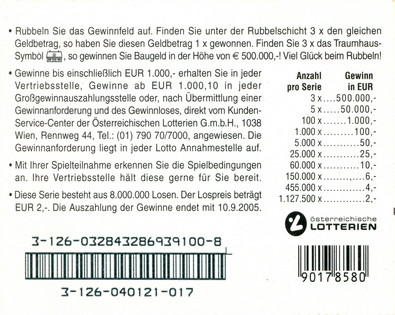 • Rubbeln Sie das Gewinnfeld auf. Finden Sie unter der Rubbelschicht 3 x den gleichen
Geldbetrag, so haben Sie diesen Geldbetrag 1 x gewonnen. Finden Sie 3 x das Traumhaus-
Symbol, so gewinnen Sie Baugeld in der Höhe von € 500.000,-! Viel Glück beim Rubbeln!
• Gewinne bis einschließlich EUR 1.000,- erhalten Sie in jeder
Vertriebsstelle, Gewinne ab EUR 1.000,10 in jeder
Großgewinnauszahlungsstelle oder, nach Übermittlung einer
Gewinnanforderung und des Gewinnloses, direkt vom Kunden-
Service-Center der Österreichischen Lotterien G.m.b.H., 1038
Wien, Rennweg 44, Tel.: (01) 790 70/7000, angewiesen. Die
Gewinnanforderung liegt in jeder Lotto Annahmestelle auf.
• Mit Ihrer Spielteilnahme erkennen Sie die Spielbedingungen
an. Ihre Vertriebsstelle hält diese gerne für Sie bereit.
• Diese Serie besteht aus 8.000.000 Losen. Der Lospreis beträgt
EUR 2,-. Die Auszahlung der Gewinne endet mit 10.9.2005.
Anzahl Gewinn
pro Serie in EUR
3 x....500.000,-
5 x......50.000,-
100 x........1.000,-
1.000 x...........100,-
5.000 x.............50,-
25.000 x.............25,-
60.000 x.............10,-
150.000 x...............6,-
455.000 x...............4,-
1.127.500 x...............2,-
österreichische
LOTTERIEN
3-126-032843286939100-8
3-126-040121-017
90178580